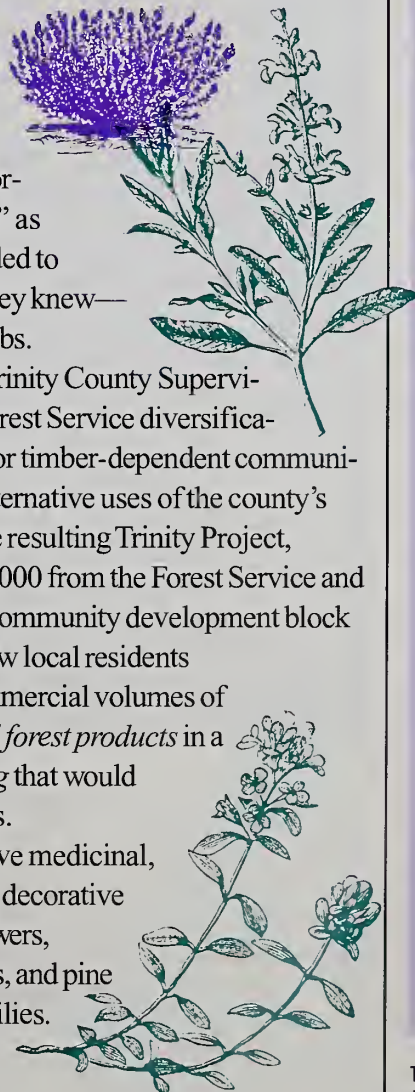 or-
” as
ded to
ey knew—
bs.
rinity County Supervi-
rest Service diversifica-
or timber-dependent communi-
ternative uses of the county’s
e resulting Trinity Project,
000 from the Forest Service and
ommunity development block
w local residents
mercial volumes of
l forest products in a
g that would
s.
ve medicinal,
decorative
wers,
s, and pine
ilies.